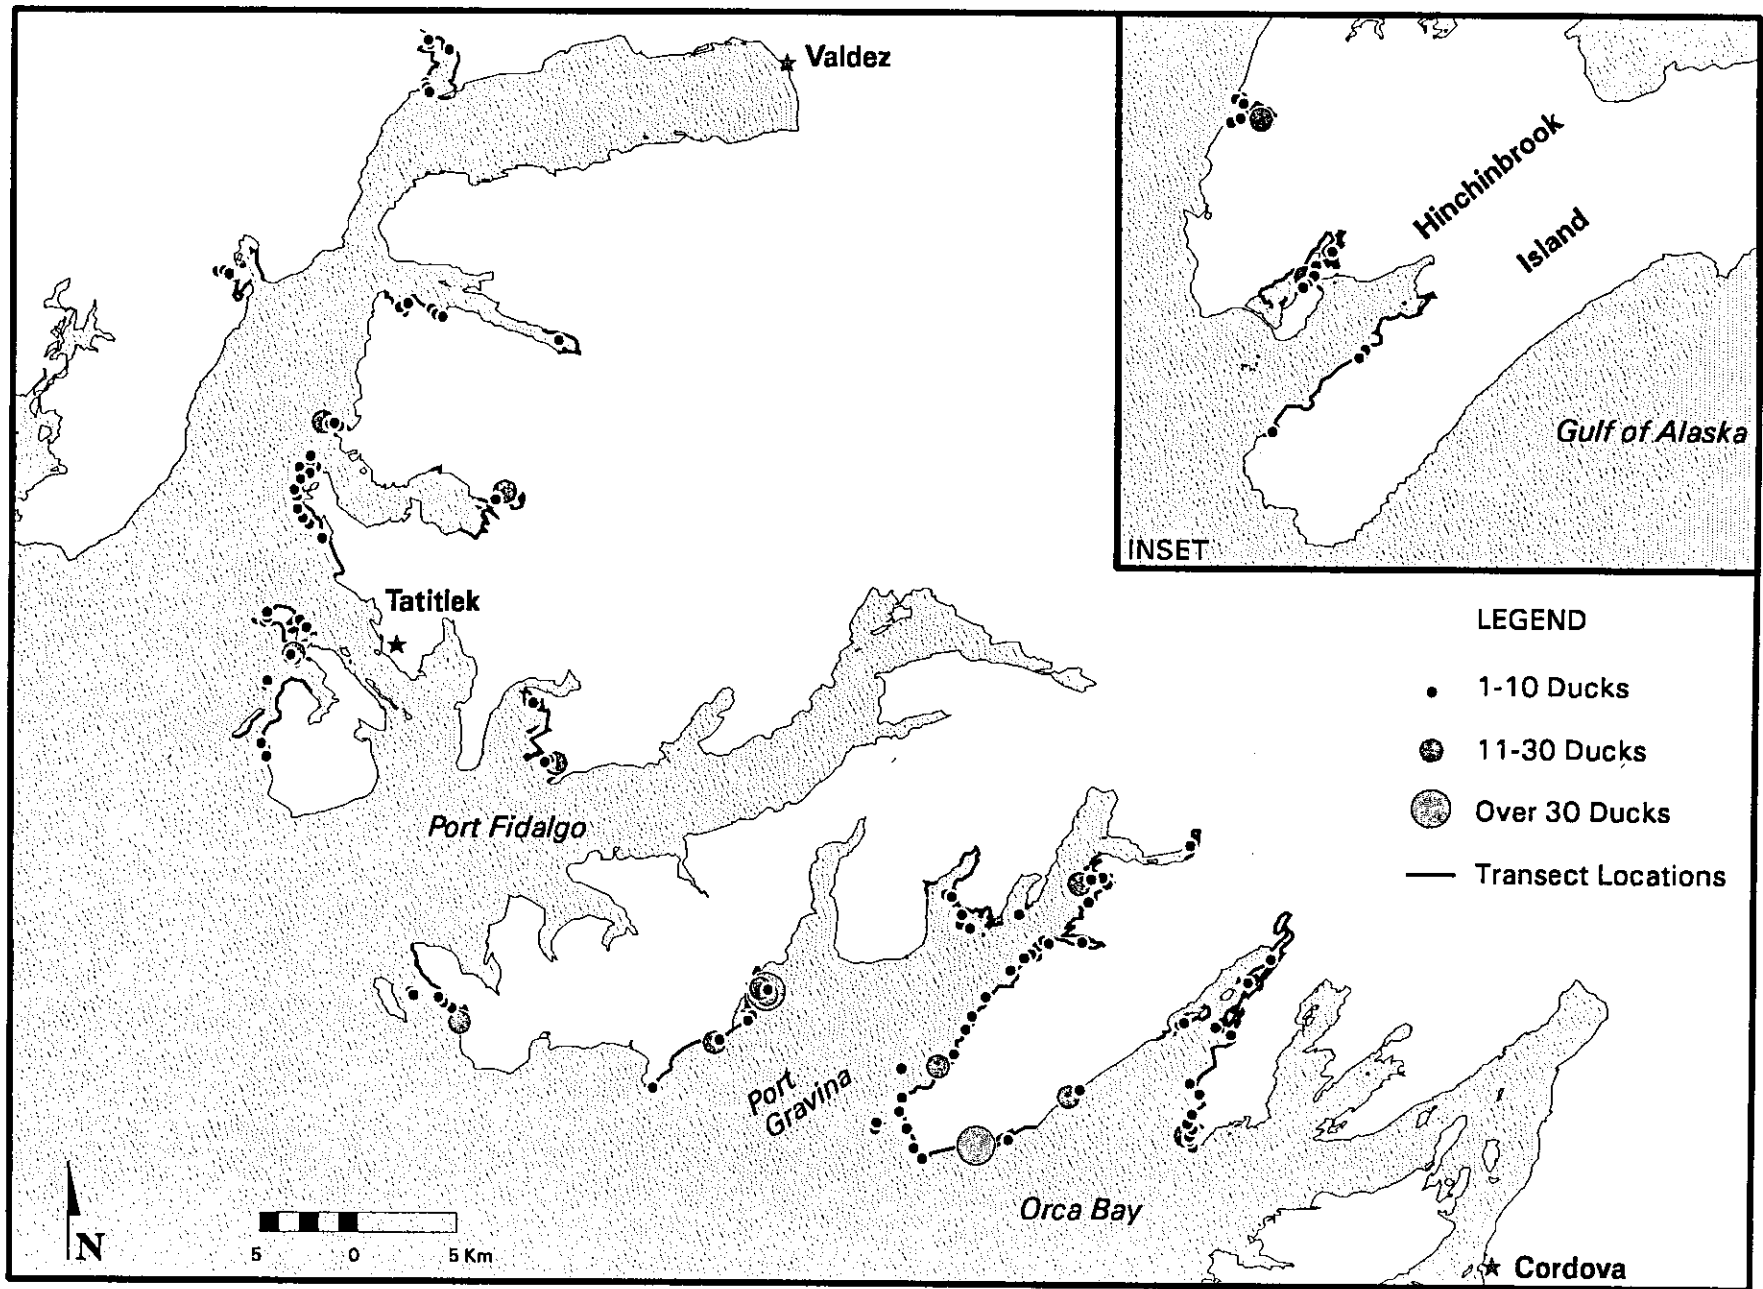 Valdez
Hinchinbrook
Island
Gulf of Alaska
INSET
Tatitlek
LEGEND
1-10 Ducks
11-30 Ducks
Over 30 Ducks
Transect Locations
Port Fidalgo
Port
Gravina
Orca Bay
N
5 0 5 Km
Cordova